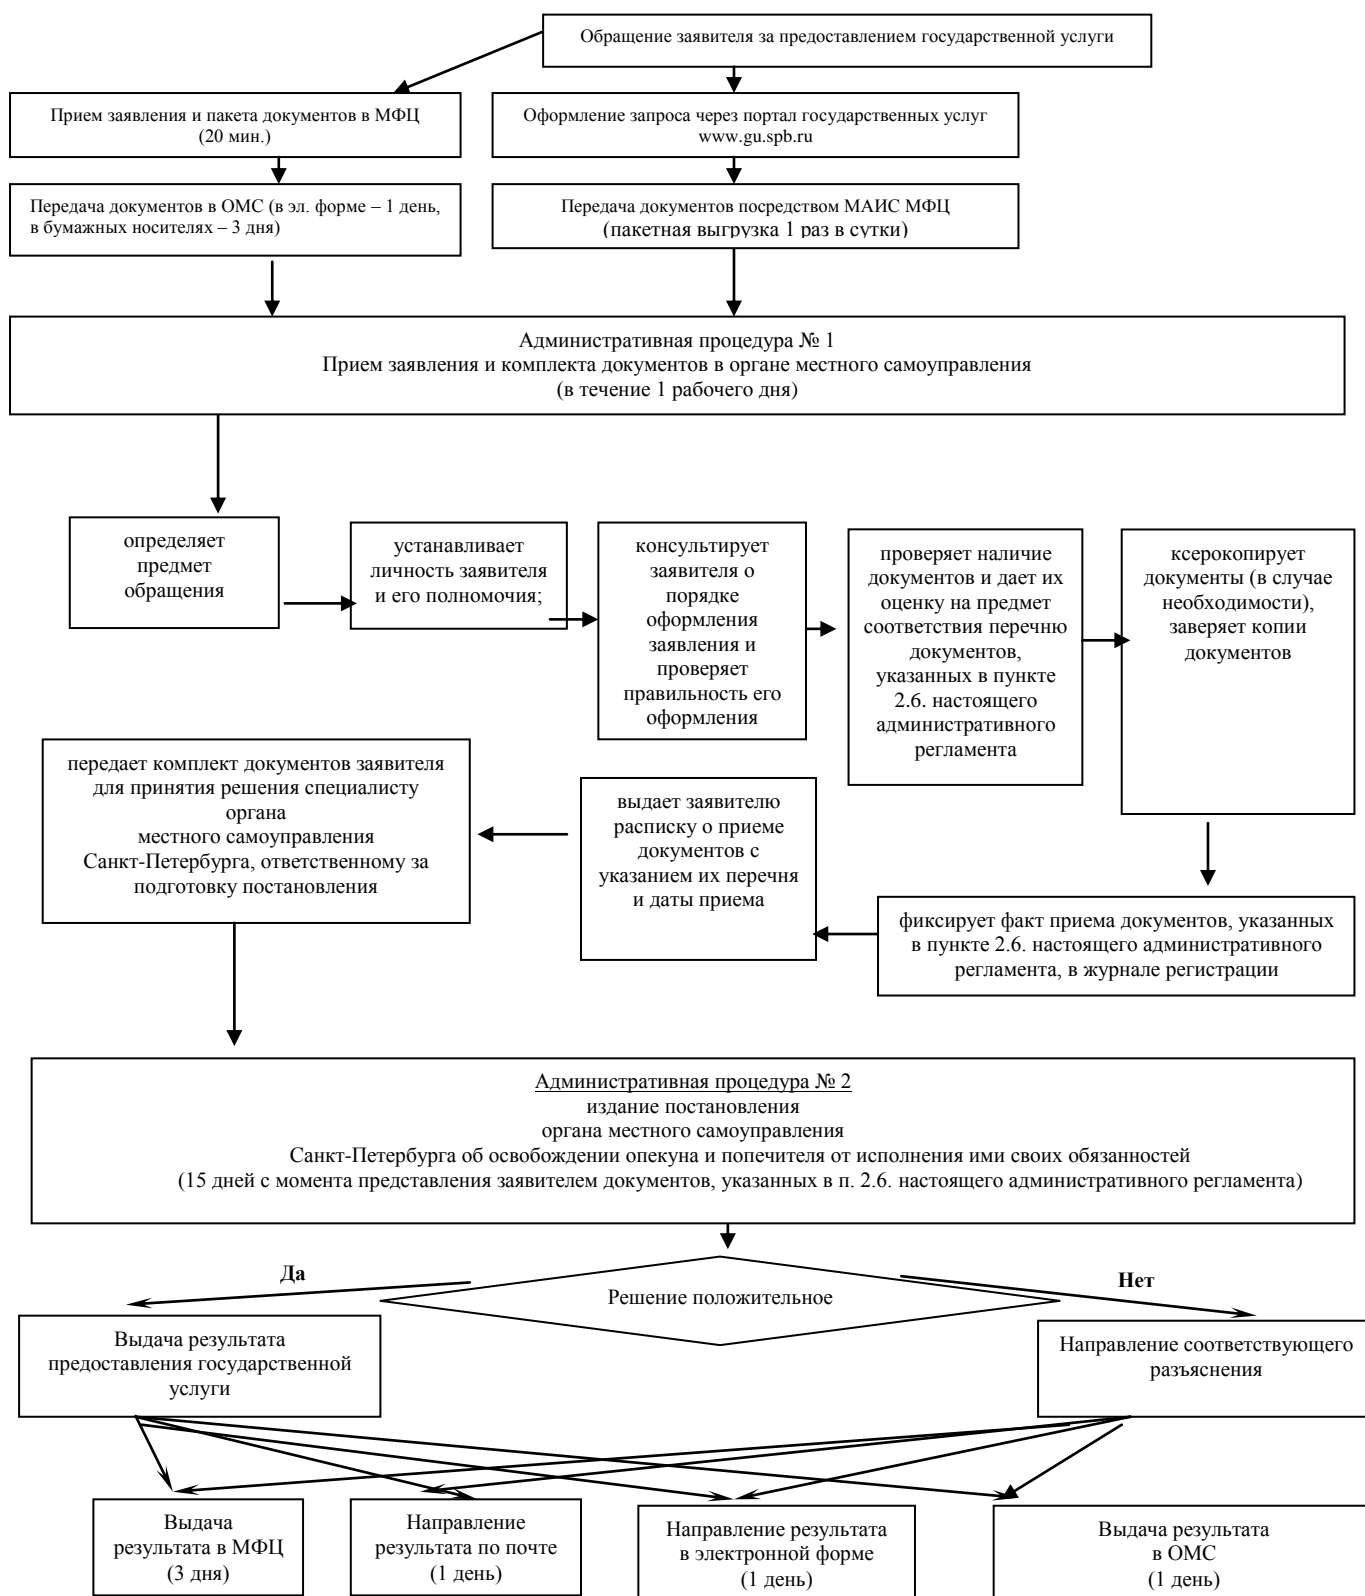 Обращение заявителя за предоставлением государственной услуги
Прием заявления и пакета документов в МФЦ
(20 мин.)
Оформление запроса через портал государственных услуг
www.gu.spb.ru
Передача документов в ОМС (в эл. форме – 1 день,
в бумажных носителях – 3 дня)
Передача документов посредством МАИС МФЦ
(пакетная выгрузка 1 раз в сутки)
Административная процедура № 1
Прием заявления и комплекта документов в органе местного самоуправления
(в течение 1 рабочего дня)
определяет
предмет
обращения
устанавливает
личность заявителя
и его полномочия;
консультирует
заявителя о
порядке
оформления
заявления и
проверяет
правильность его
оформления
проверяет наличие
документов и дает их
оценку на предмет
соответствия перечню
документов,
указанных в пункте
2.6. настоящего
административного
регламента
ксерокопирует
документы (в случае
необходимости),
заверяет копии
документов
передает комплект документов заявителя
для принятия решения специалисту
органа
местного самоуправления
Санкт-Петербурга, ответственному за
подготовку постановления
выдает заявителю
расписку о приеме
документов с
указанием их перечня
и даты приема
фиксирует факт приема документов, указанных
в пункте 2.6. настоящего административного
регламента, в журнале регистрации
Административная процедура № 2
издание постановления
органа местного самоуправления
Санкт-Петербурга об освобождении опекуна и попечителя от исполнения ими своих обязанностей
(15 дней с момента представления заявителем документов, указанных в п. 2.6. настоящего административного регламента)
Да
Решение положительное
Нет
Выдача результата
предоставления государственной
услуги
Направление соответствующего
разъяснения
Выдача
результата в МФЦ
(3 дня)
Направление
результата по почте
(1 день)
Направление результата
в электронной форме
(1 день)
Выдача результата
в ОМС
(1 день)